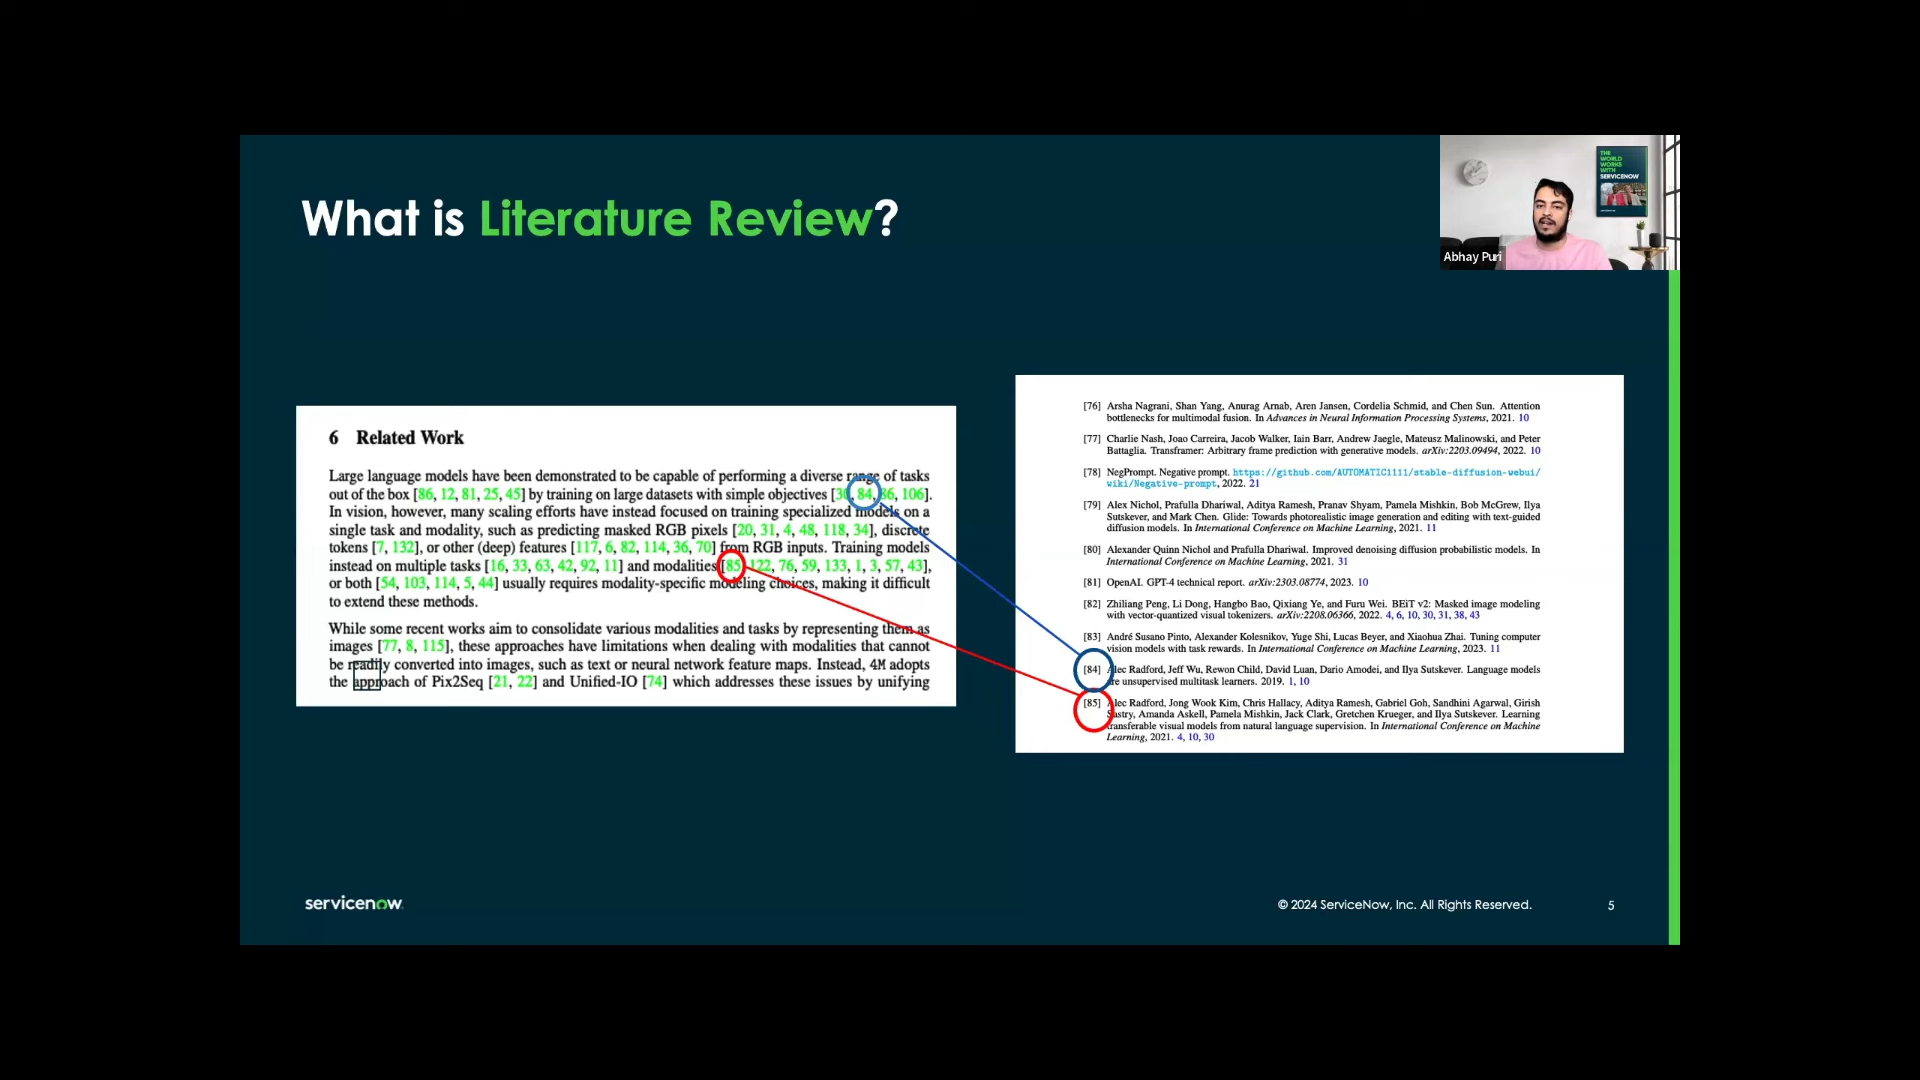 What is Literature Review?
THE
WORLD
WORKS
WITH
SERVICENOW
Abhay Puri
6 Related Work
Large language models have been demonstrated to be capable of performing a diverse range of tasks
out of the box [86, 12, 81, 25, 45] by training on large datasets with simple objectives [30, 84, 86, 106].
In vision, however, many scaling efforts have instead focused on training specialized models on a
single task and modality, such as predicting masked RGB pixels [20, 31, 4, 48, 118, 34], discrete
tokens [7, 132], or other (deep) features [117, 6, 82, 114, 36, 70] from RGB inputs. Training models
instead on multiple tasks [16, 33, 63, 42, 92, 11] and modalities [85, 122, 76, 59, 133, 1, 3, 57, 43],
or both [54, 103, 114, 5, 44] usually requires modality-specific modeling choices, making it difficult
to extend these methods.
While some recent works aim to consolidate various modalities and tasks by representing them as
images [77, 8, 115], these approaches have limitations when dealing with modalities that cannot
be readily converted into images, such as text or neural network feature maps. Instead, 4M adopts
the approach of Pix2Seq [21, 22] and Unified-IO [74] which addresses these issues by unifying
[76] Arsha Nagrani, Shan Yang, Anurag Arnab, Aren Jansen, Cordelia Schmid, and Chen Sun. Attention
bottlenecks for multimodal fusion. In Advances in Neural Information Processing Systems, 2021. 10
[77] Charlie Nash, Joao Carreira, Jacob Walker, Iain Barr, Andrew Jaegle, Mateusz Malinowski, and Peter
Battaglia. Transframer: Arbitrary frame prediction with generative models. arXiv:2203.09494, 2022. 10
[78] NegPrompt. Negative prompt. https://github.com/AUTOMATIC1111/stable-diffusion-webui/
wiki/Negative-prompt, 2022. 21
[79] Alex Nichol, Prafulla Dhariwal, Aditya Ramesh, Pranav Shyam, Pamela Mishkin, Bob McGrew, Ilya
Sutskever, and Mark Chen. Glide: Towards photorealistic image generation and editing with text-guided
diffusion models. In International Conference on Machine Learning, 2021. 11
[80] Alexander Quinn Nichol and Prafulla Dhariwal. Improved denoising diffusion probabilistic models. In
International Conference on Machine Learning, 2021. 31
[81] OpenAI. GPT-4 technical report. arXiv:2303.08774, 2023. 10
[82] Zhiliang Peng, Li Dong, Hangbo Bao, Qixiang Ye, and Furu Wei. BEiT v2: Masked image modeling
with vector-quantized visual tokenizers. arXiv:2208.06366, 2022. 4, 6, 10, 30, 31, 38, 43
[83] André Susano Pinto, Alexander Kolesnikov, Yuge Shi, Lucas Beyer, and Xiaohua Zhai. Tuning computer
vision models with task rewards. In International Conference on Machine Learning, 2023. 11
[84] Alec Radford, Jeff Wu, Rewon Child, David Luan, Dario Amodei, and Ilya Sutskever. Language models
are unsupervised multitask learners. 2019. 1, 10
[85] Alec Radford, Jong Wook Kim, Chris Hallacy, Aditya Ramesh, Gabriel Goh, Sandhini Agarwal, Girish
Sastry, Amanda Askell, Pamela Mishkin, Jack Clark, Gretchen Krueger, and Ilya Sutskever. Learning
transferable visual models from natural language supervision. In International Conference on Machine
Learning, 2021. 4, 10, 30
servicenow
© 2024 ServiceNow, Inc. All Rights Reserved.
5